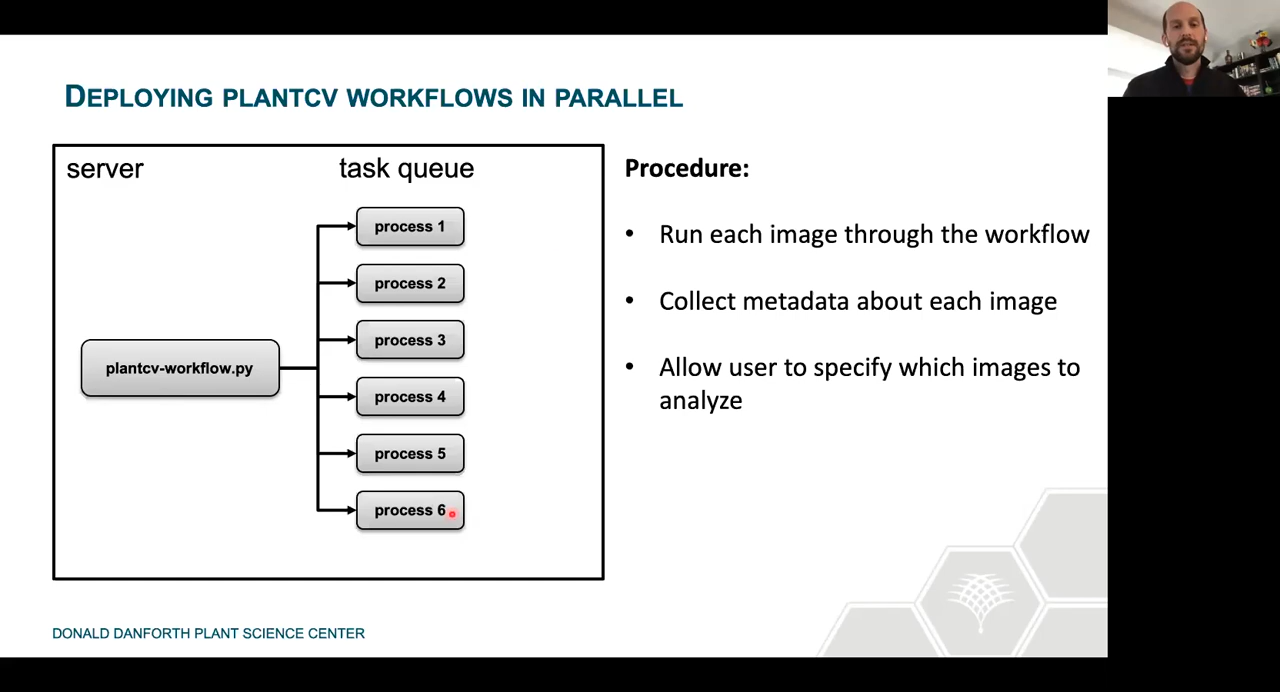 DEPLOYING PLANTCV WORKFLOWS IN PARALLEL
server
task queue
process 1
process 2
process 3
process 4
process 5
process 6
plantcv-workflow.py
Procedure:
• Run each image through the workflow
• Collect metadata about each image
• Allow user to specify which images to
analyze
DONALD DANFORTH PLANT SCIENCE CENTER